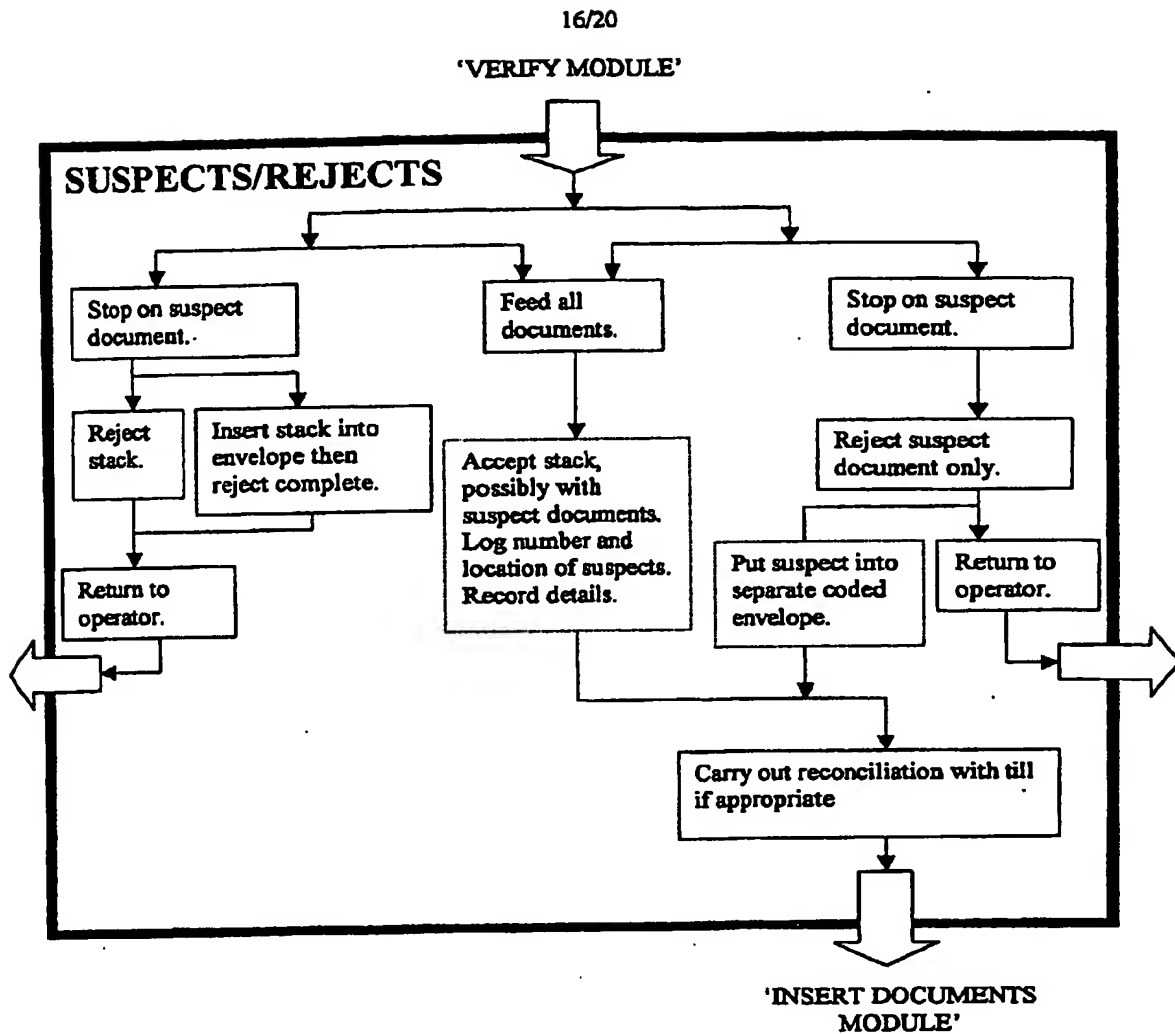 16/20
'VERIFY MODULE'
SUSPECTS/REJECTS
Stop on suspect
document.
Feed all
documents.
Stop on suspect
document.
Reject
stack.
Insert stack into
envelope then
reject complete.
Accept stack,
possibly with
suspect documents.
Log number and
location of suspects.
Record details.
Reject suspect
document only.
Return to
operator.
Put suspect into
separate coded
envelope.
Return to
operator.
Carry out reconciliation with till
if appropriate
'INSERT DOCUMENTS
MODULE'